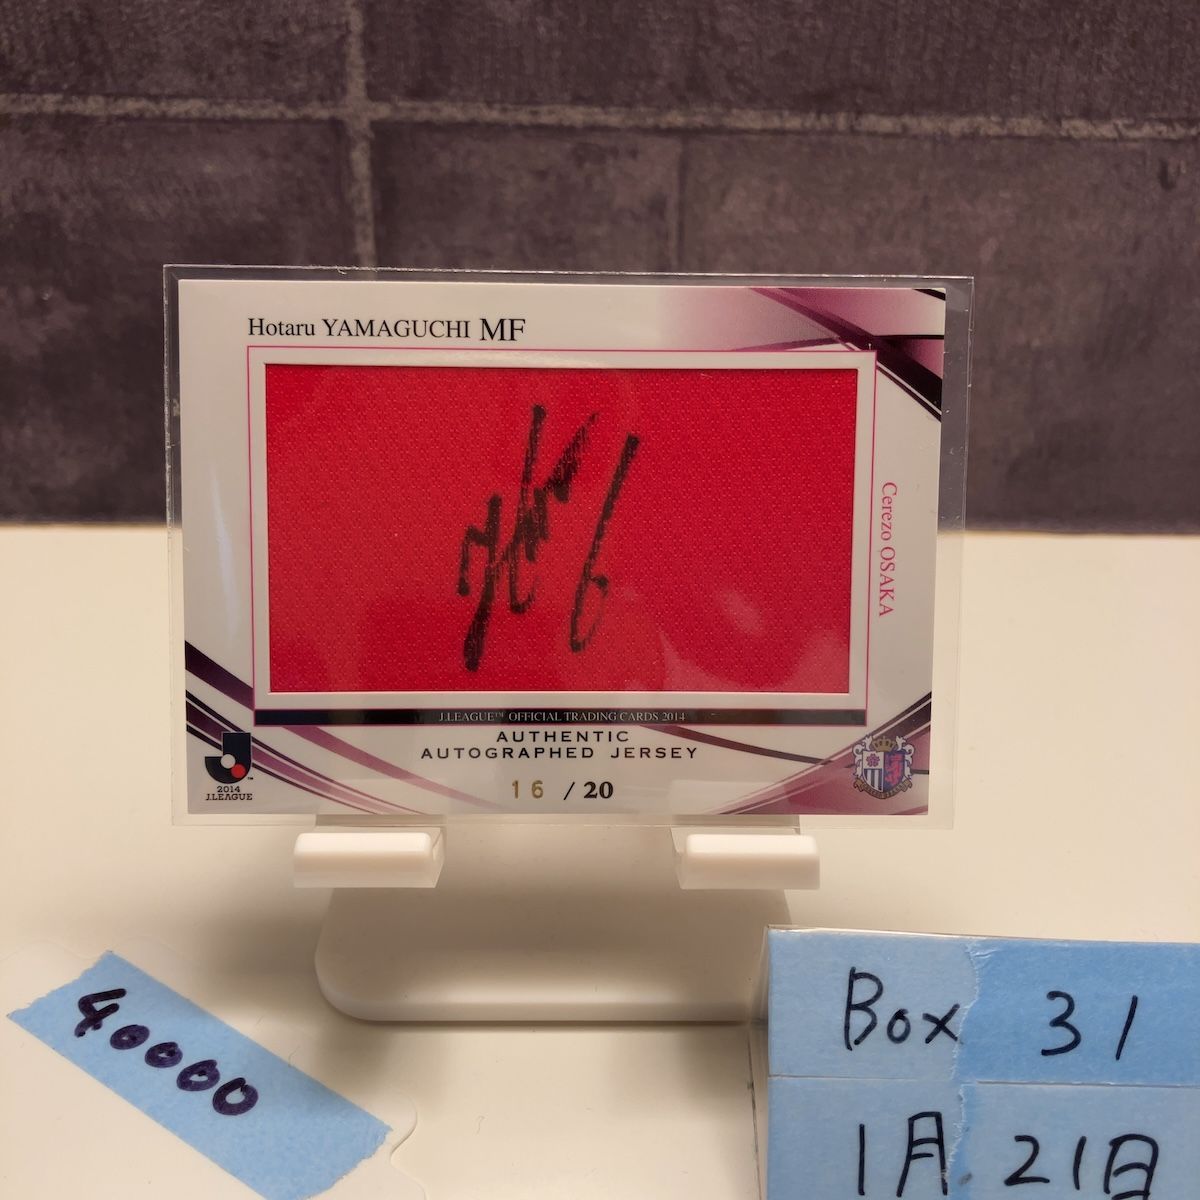 Hotaru YAMAGUCHI MF
Cerezo OSAKA
J.LEAGUE™ OFFICIAL TRADING CARDS 2014
AUTHENTIC
AUTOGRAPHED JERSEY
16 / 20
2014
J.LEAGUE
40000
Box 31
1月 21日